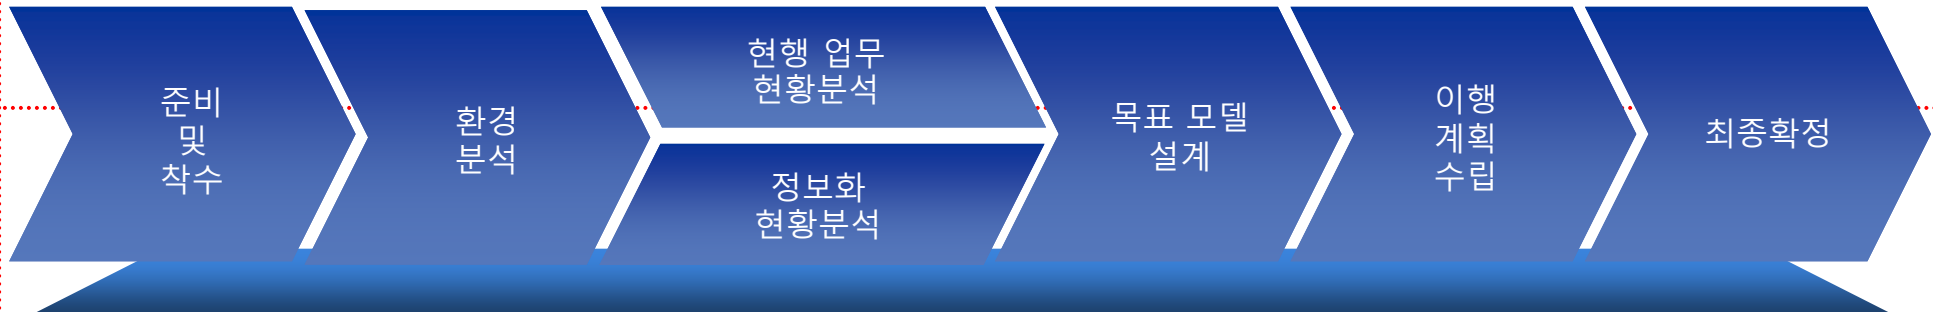 준비
및
착수
환경
분석
현행 업무
현황분석
정보화
현황분석
목표 모델
설계
이행
계획
수립
최종확정